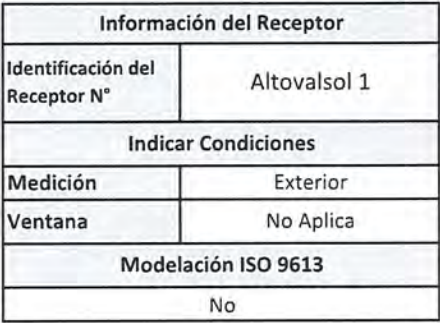 Información del Receptor
Identificación del
Receptor N° Altovalsol 1
Indicar Condiciones
Medición Exterior
Ventana No Aplica
Modelación ISO 9613
No